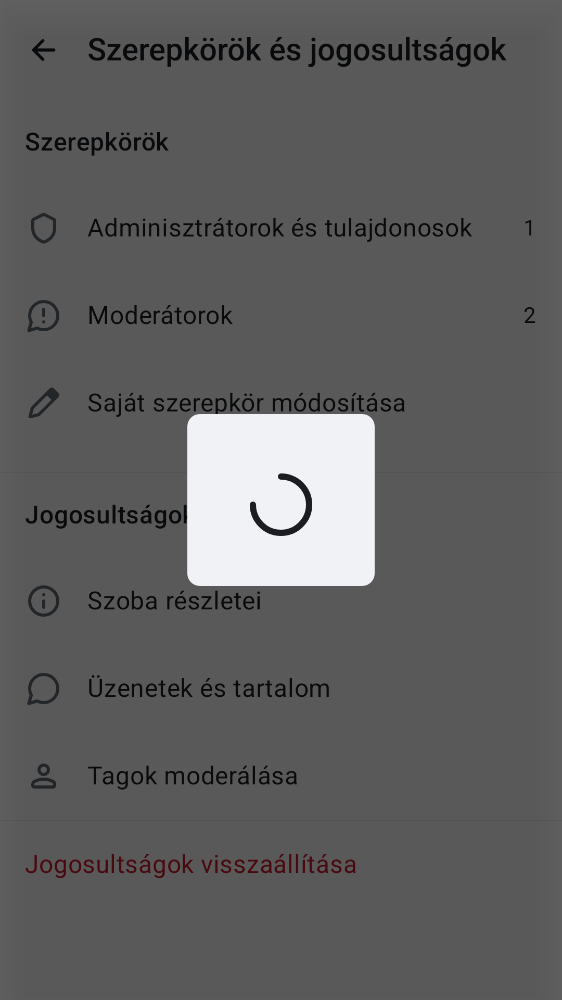 Szerepkörök és jogosultságok
Szerepkörök
Adminisztrátorok és tulajdonosok 1
Moderátorok 2
Saját szerepkör módosítása
Jogosultságok
Szoba részletei
Üzenetek és tartalom
Tagok moderálása
Jogosultságok visszaállítása